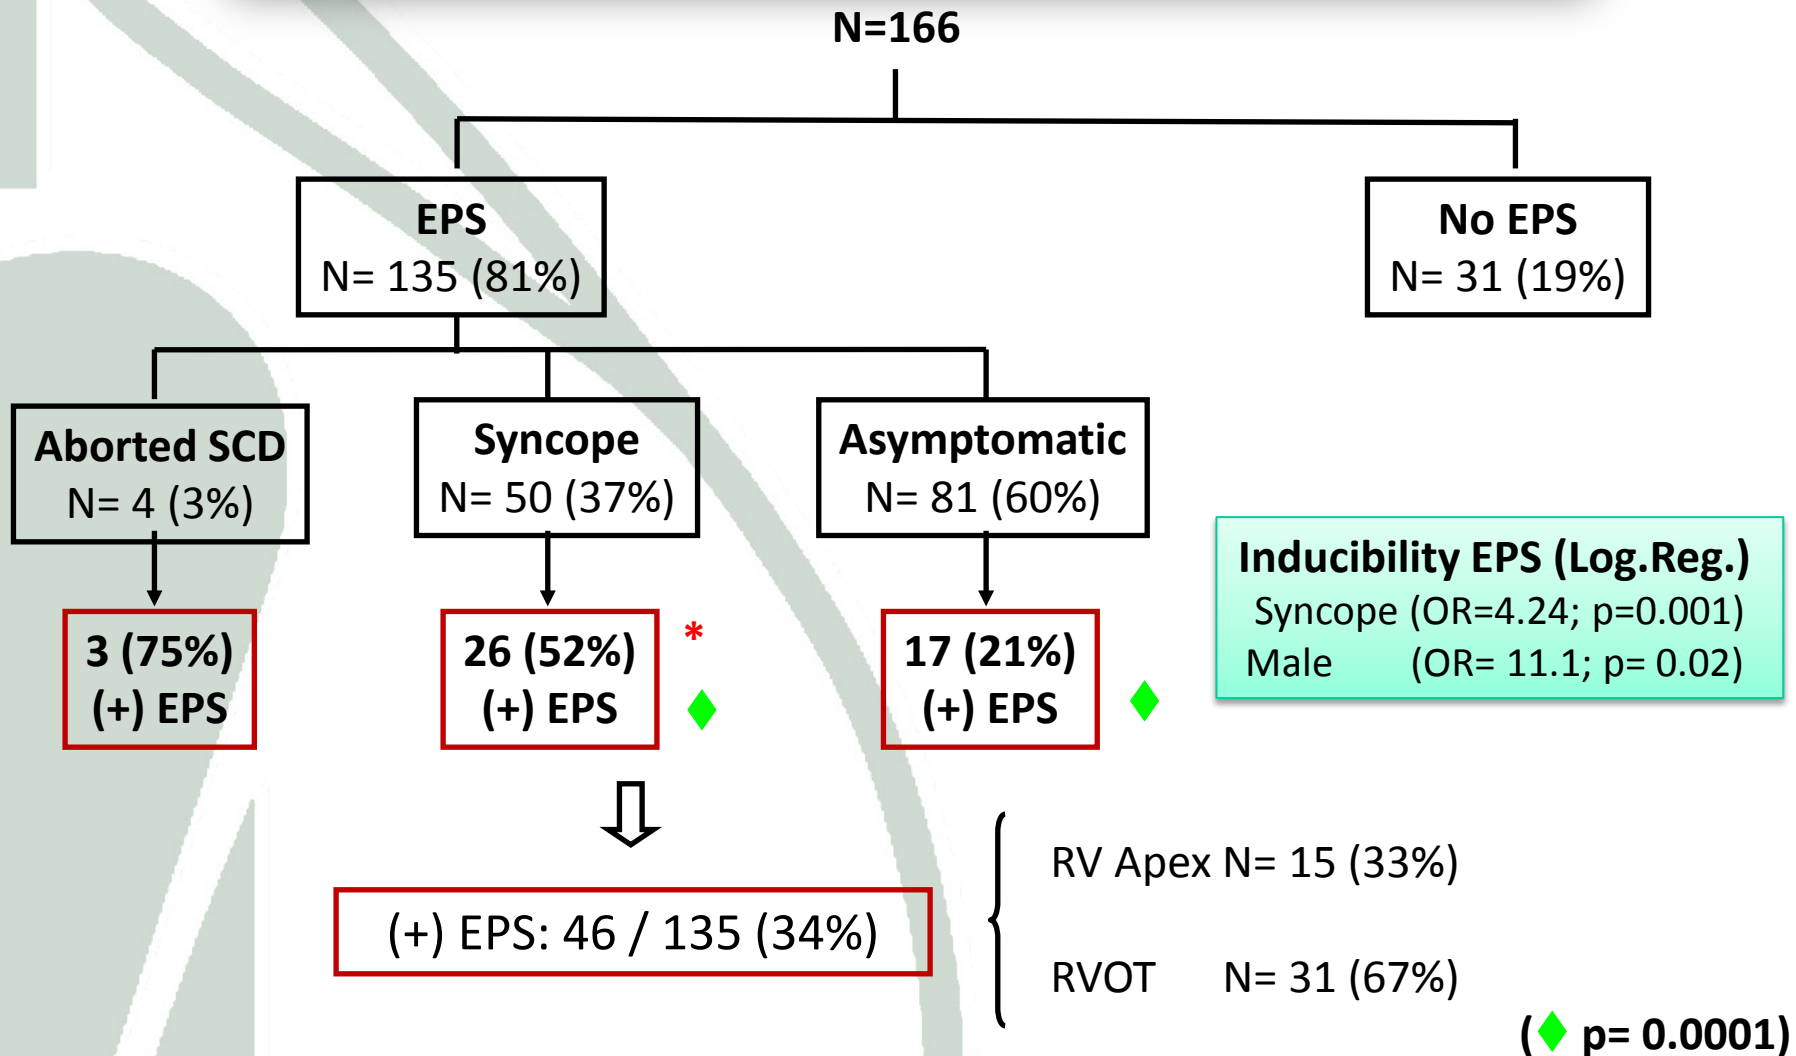 N=166
EPS
N= 135 (81%)
No EPS
N= 31 (19%)
Aborted SCD
N= 4 (3%)
Syncope
N= 50 (37%)
Asymptomatic
N= 81 (60%)
Inducibility EPS (Log.Reg.)
Syncope (OR=4.24; p=0.001)
Male (OR= 11.1; p= 0.02)
3 (75%)
(+) EPS
26 (52%)
(+) EPS
*
♦
17 (21%)
(+) EPS
♦
(+) EPS: 46 / 135 (34%)
RV Apex N= 15 (33%)
RVOT N= 31 (67%)
(♦ p= 0.0001)